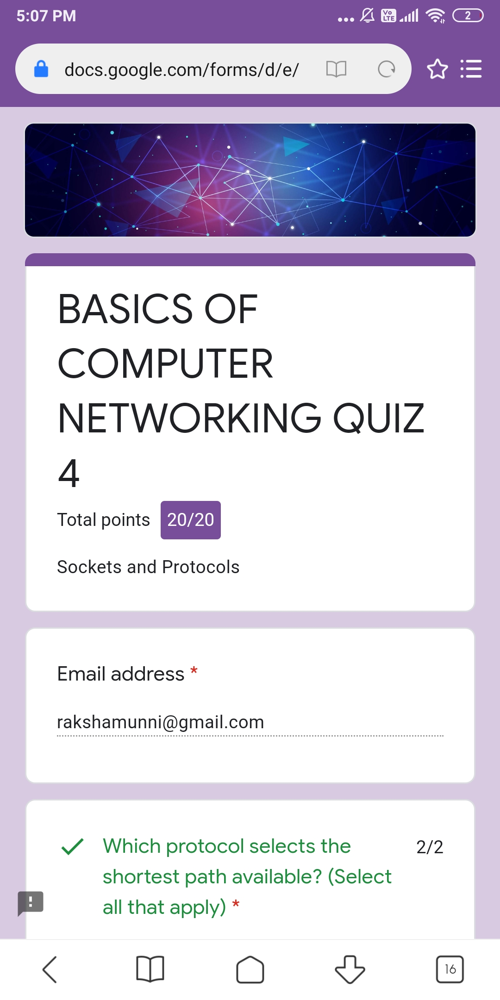 5:07 PM
Vo LTE
2
docs.google.com/forms/d/e/
BASICS OF
COMPUTER
NETWORKING QUIZ
4
Total points 20/20
Sockets and Protocols
Email address *
rakshamunni@gmail.com
Which protocol selects the 2/2
shortest path available? (Select
all that apply) *
16